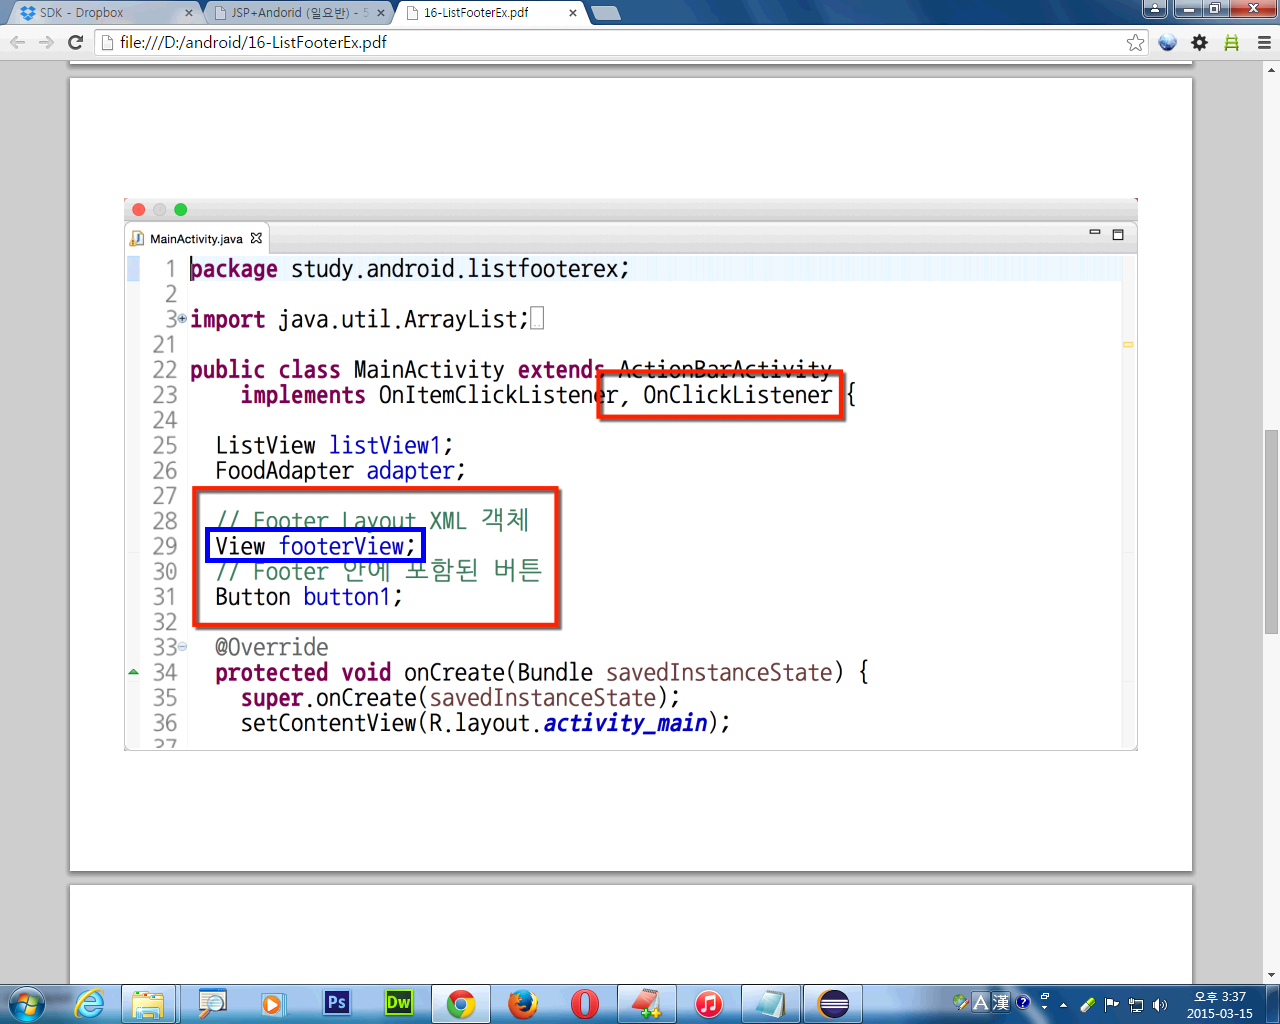 SDK - Dropbox
JSP+Andorid (일요반) - 5
16-ListFooterEx.pdf
file:///D:/android/16-ListFooterEx.pdf
MainActivity.java
1 package study.android.listfooterex;
2
3 import java.util.ArrayList;
21
22 public class MainActivity extends ActionBarActivity
23 implements OnItemClickListener, OnClickListener {
24
25 ListView listView1;
26 FoodAdapter adapter;
27
28 // Footer Layout XML 객체
29 View footerView;
30 // Footer 안에 포함된 버튼
31 Button button1;
32
33 @Override
34 protected void onCreate(Bundle savedInstanceState) {
35 super.onCreate(savedInstanceState);
36 setContentView(R.layout.activity_main);
37
Ps
Dw
A 漢
오후 3:37
2015-03-15